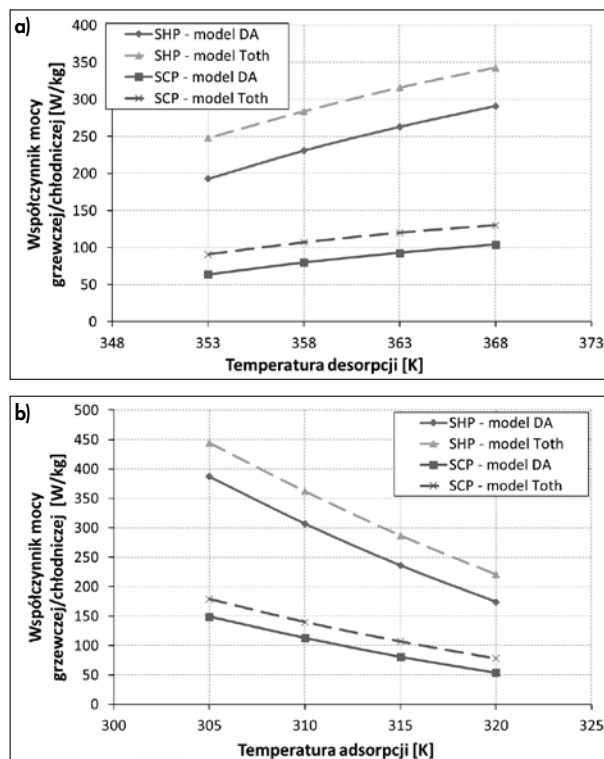 a)
SHP - model DA
SHP - model Toth
SCP - model DA
SCP - model Toth
Współczynnik mocy
grzewczej/chłodniczej [W/kg]
400
350
300
250
200
150
100
50
0
348 353 358 363 368 373
Temperatura desorpcji [K]
b)
SHP - model DA
SHP - model Toth
SCP - model DA
SCP - model Toth
Współczynnik mocy
grzewczej/chłodniczej [W/kg]
500
450
400
350
300
250
200
150
100
50
0
300 305 310 315 320 325
Temperatura adsorpcji [K]